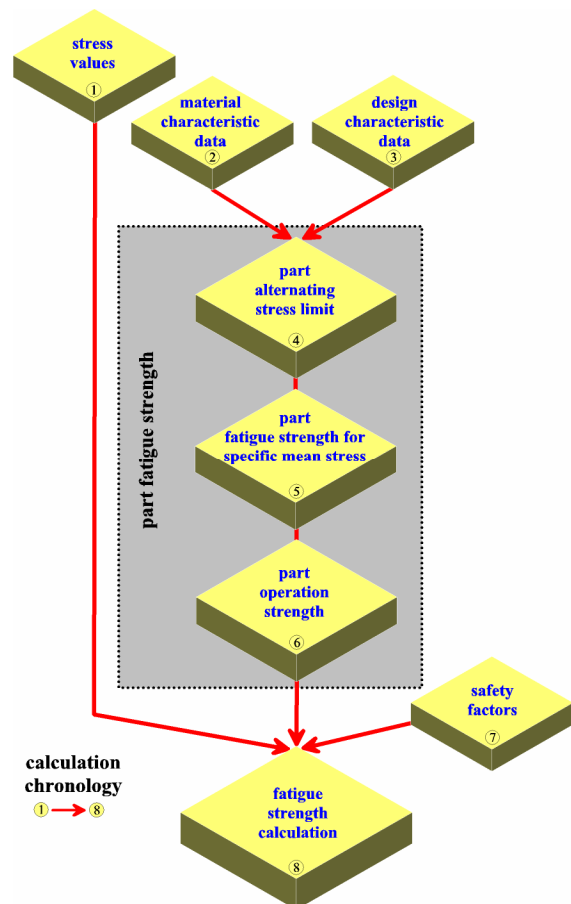 stress
values
①
material
characteristic
data
②
design
characteristic
data
③
part fatigue strength
part
alternating
stress limit
④
part
fatigue strength for
specific mean stress
⑤
part
operation
strength
⑥
safety
factors
⑦
calculation
chronology
① ⑧
fatigue
strength
calculation
⑧